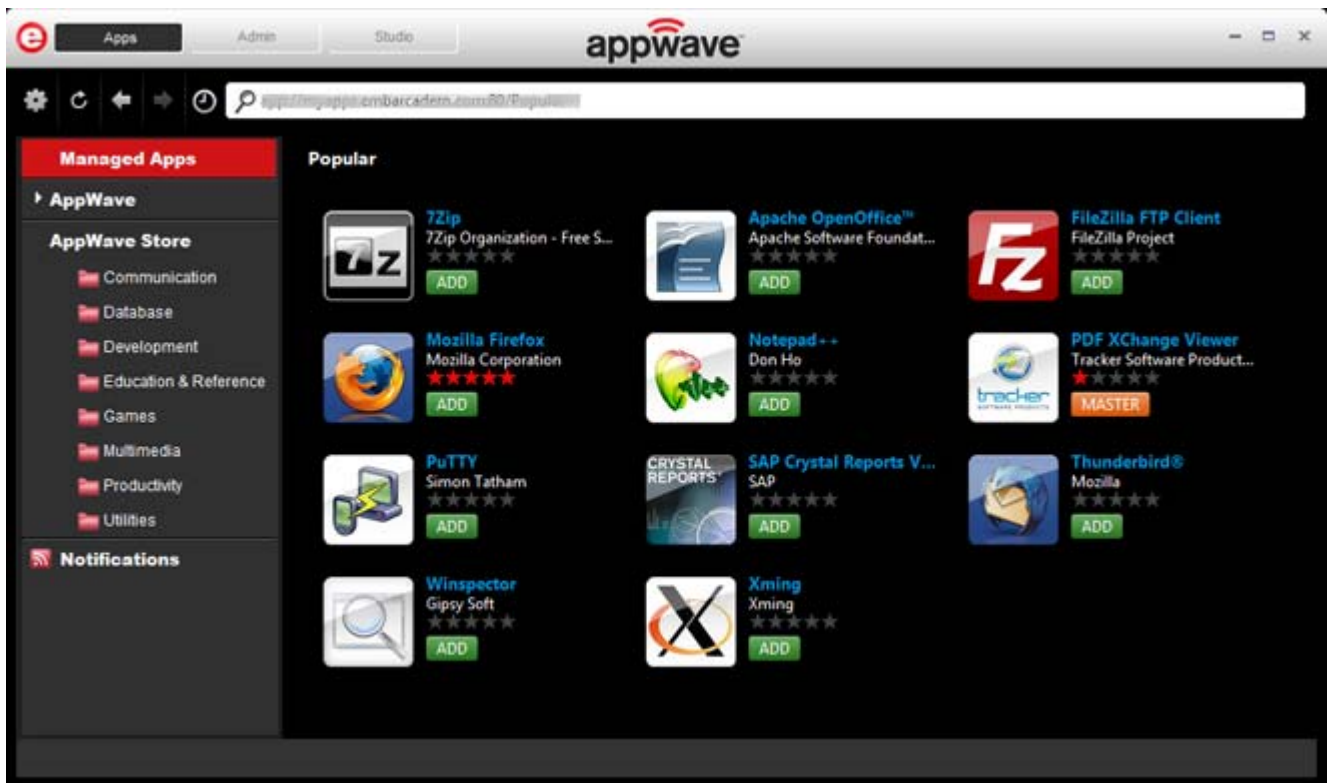 Apps
Admin
Studio
appwave
Managed Apps
AppWave
AppWave Store
Communication
Database
Development
Education & Reference
Games
Multimedia
Productivity
Utilities
Notifications
Popular
7Zip
7Zip Organization - Free S...
ADD
Apache OpenOffice™
Apache Software Foundat...
ADD
FileZilla FTP Client
FileZilla Project
ADD
Mozilla Firefox
Mozilla Corporation
ADD
Notepad++
Don Ho
ADD
PDF XChange Viewer
Tracker Software Product...
MASTER
PuTTY
Simon Tatham
ADD
CRYSTAL
REPORTS
SAP Crystal Reports V...
SAP
ADD
Thunderbird®
Mozilla
ADD
Winspector
Gipsy Soft
ADD
Xming
Xming
ADD
7z
Fz
tracker